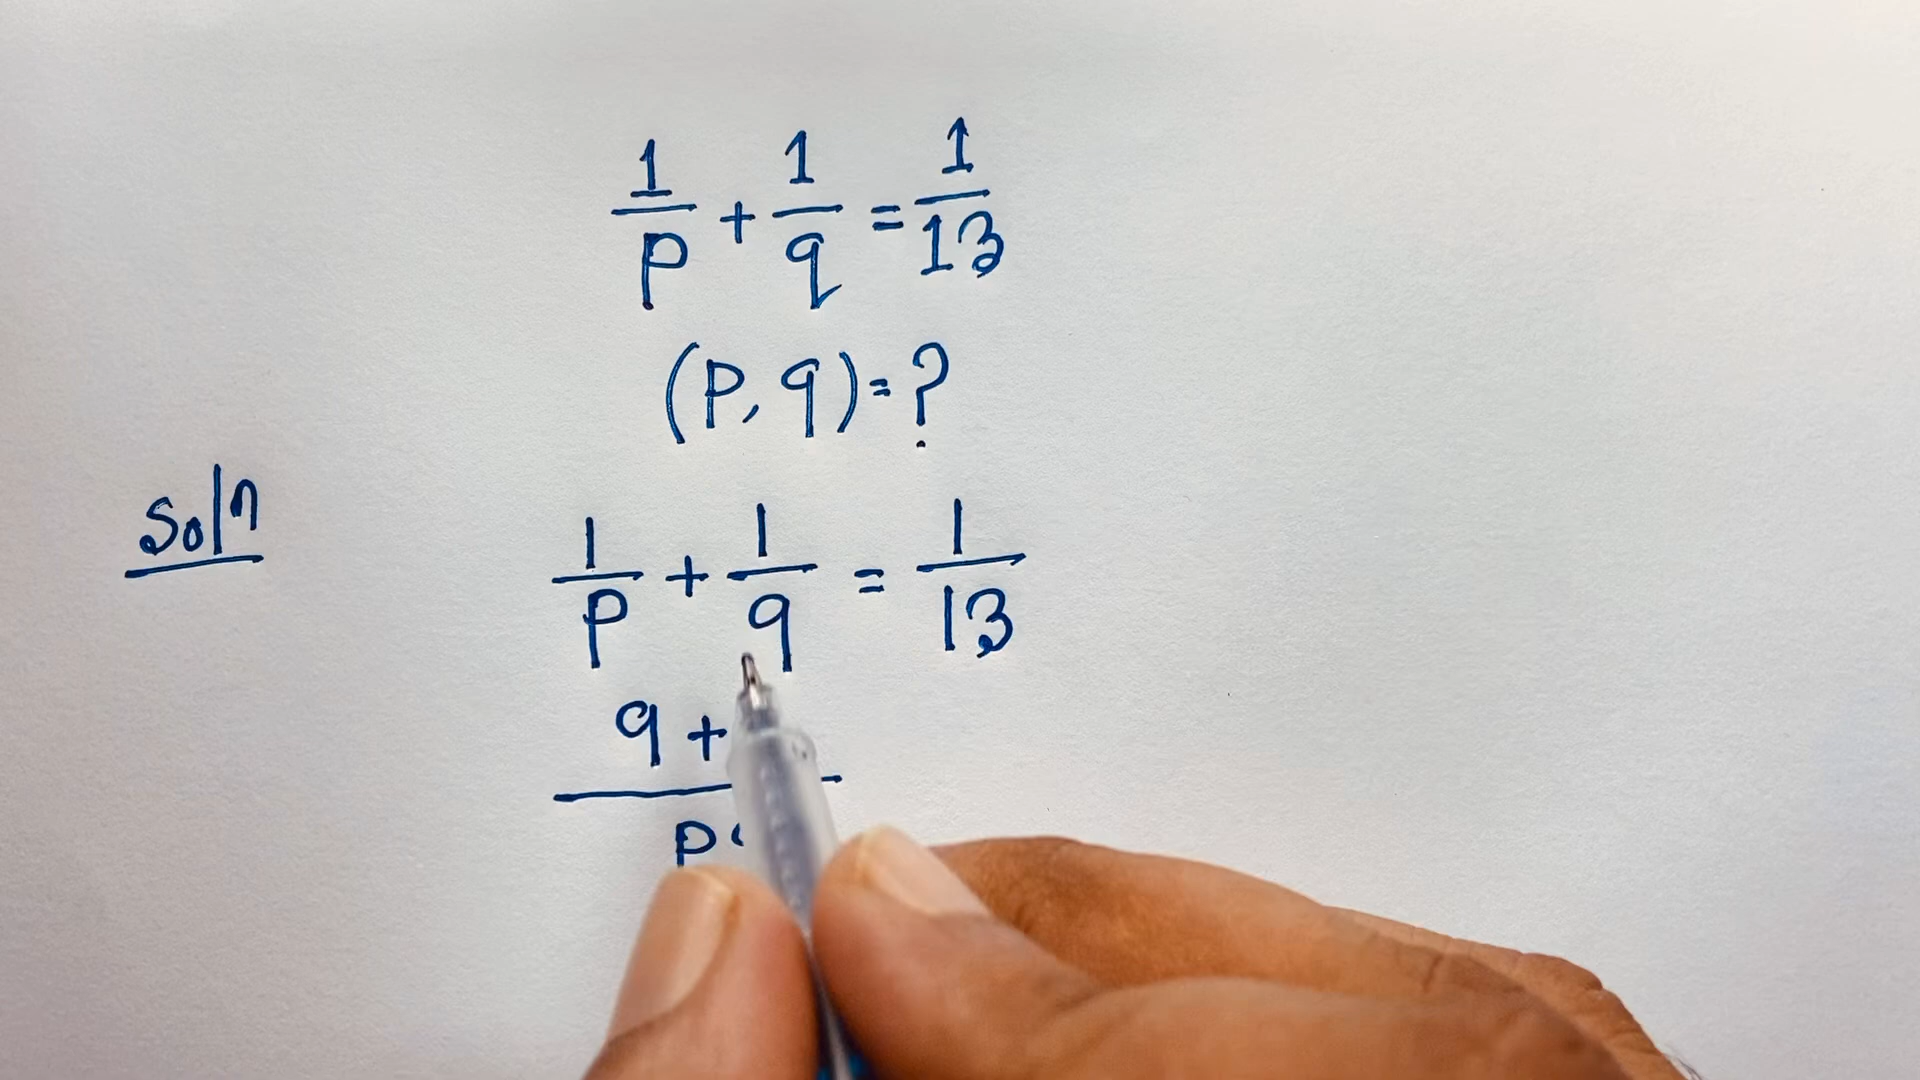 1/p + 1/q = 1/13
(P, q) = ?
Soln
1/p + 1/q = 1/13
q +
p